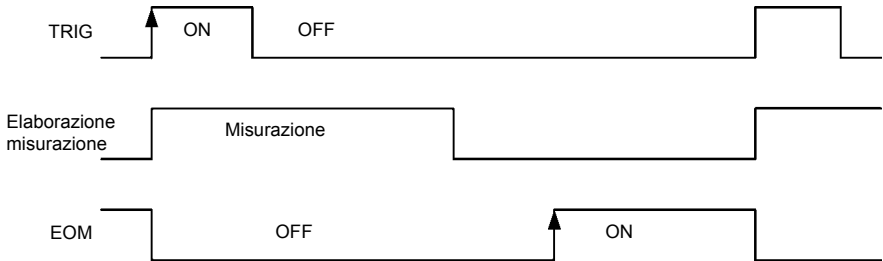 TRIG ON OFF
Elaborazione
misurazione
Misurazione
EOM OFF ON